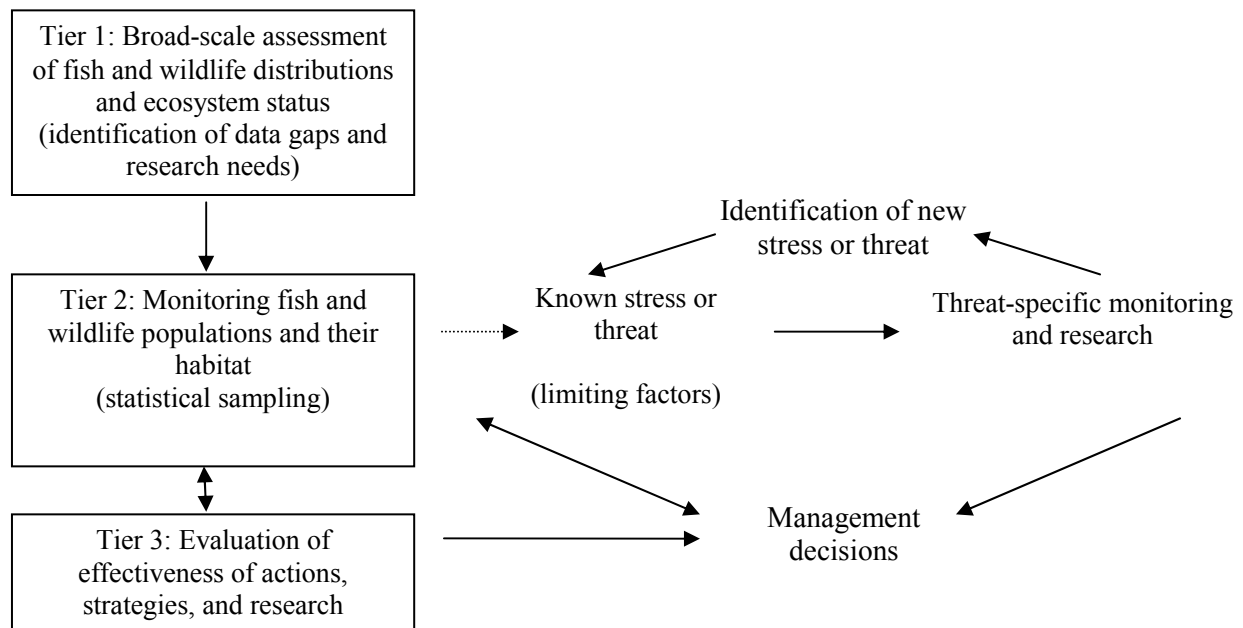 Tier 1: Broad-scale assessment
of fish and wildlife distributions
and ecosystem status
(identification of data gaps and
research needs)
Identification of new
stress or threat
Tier 2: Monitoring fish and
wildlife populations and their
habitat
(statistical sampling)
Known stress or
threat
(limiting factors)
Threat-specific monitoring
and research
Tier 3: Evaluation of
effectiveness of actions,
strategies, and research
Management
decisions